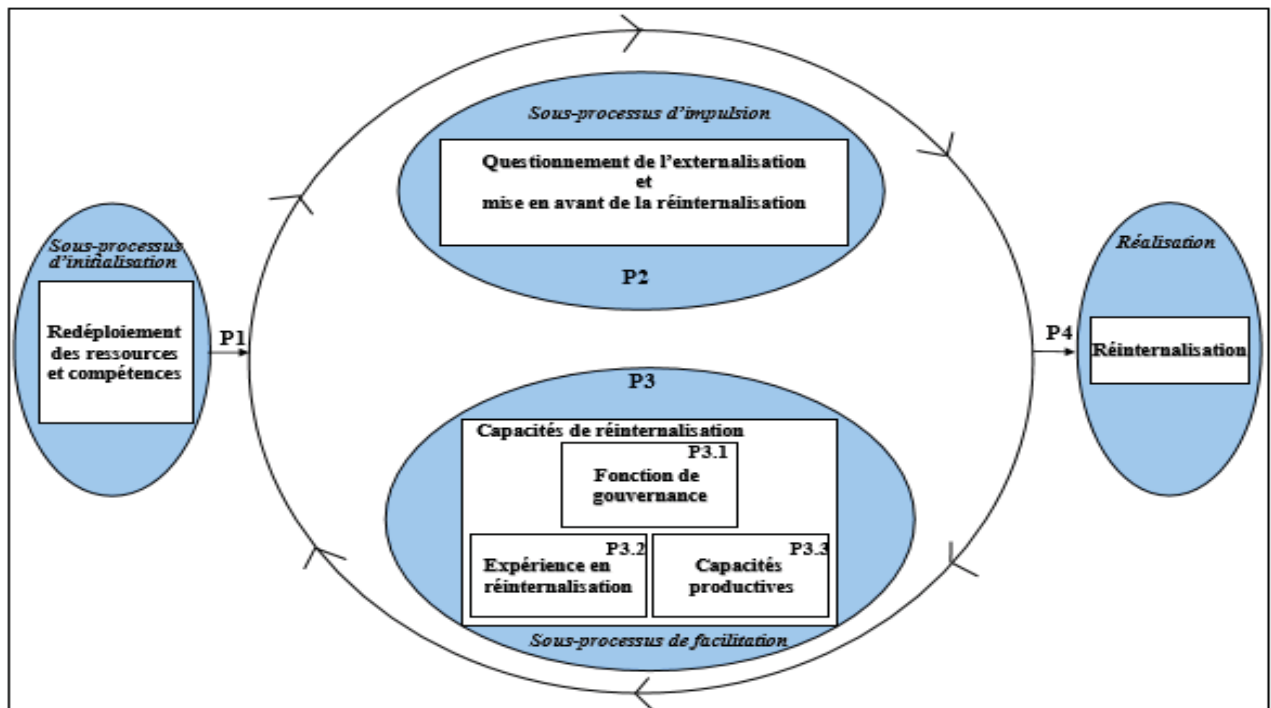 Sous-processus
d'initialisation
Redéploiement
des ressources
et compétences
P1
Sous-processus d'impulsion
Questionnement de l'externalisation
et
mise en avant de la réinternalisation
P2
P3
Capacités de réinternalisation
P3.1
Fonction de
gouvernance
P3.2
Expérience en
réinternalisation
P3.3
Capacités
productives
Sous-processus de facilitation
P4
Réalisation
Réinternalisation